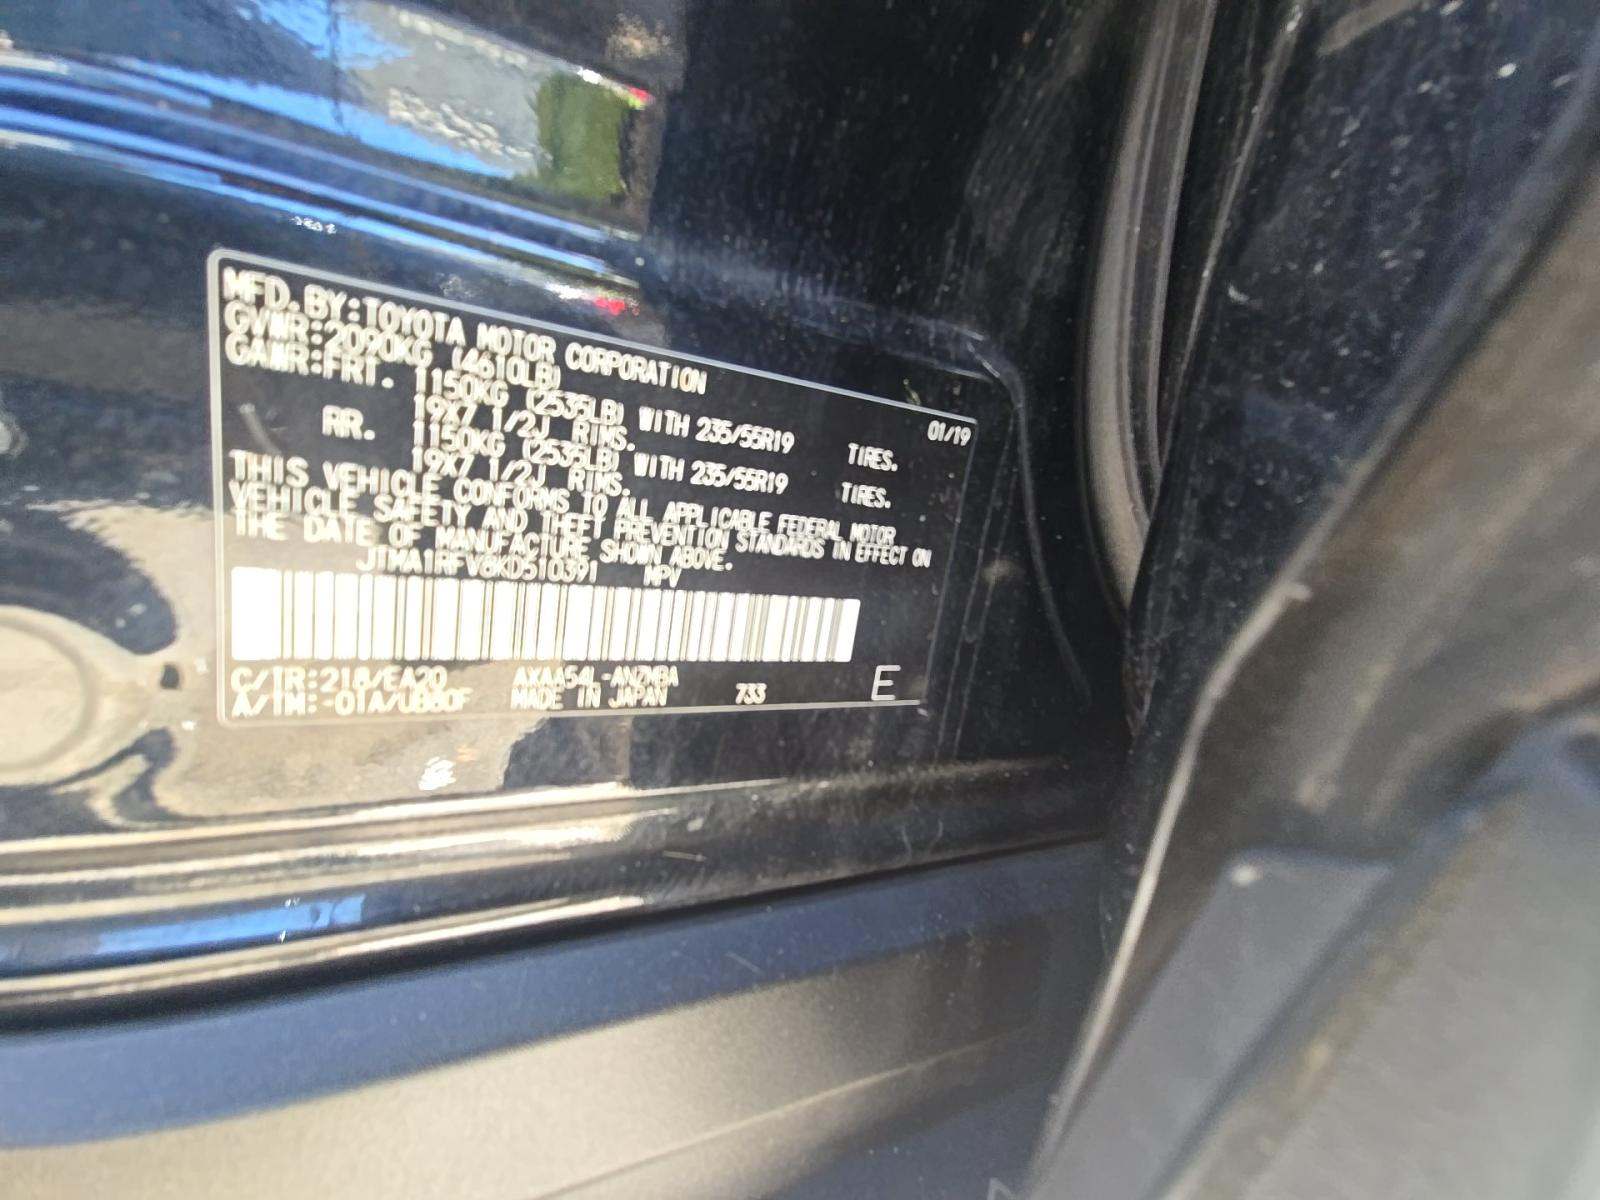 MFD. BY: TOYOTA MOTOR CORPORATION 01/19
GVWR: 2090KG (4610LB)
GAWR: FRT. 1150KG (2535LB) WITH 235/55R19 TIRES.
19X7 1/2J RIMS.
RR. 1150KG (2535LB) WITH 235/55R19 TIRES.
19X7 1/2J RIMS.
THIS VEHICLE CONFORMS TO ALL APPLICABLE FEDERAL MOTOR
VEHICLE SAFETY AND THEFT PREVENTION STANDARDS IN EFFECT ON
THE DATE OF MANUFACTURE SHOWN ABOVE.
JTMA1RFV6KD510391 MPV
C/TR: 218/EA20 AXAA54L-ANZMBA
A/TM: -01A/UB80F MADE IN JAPAN 733 E